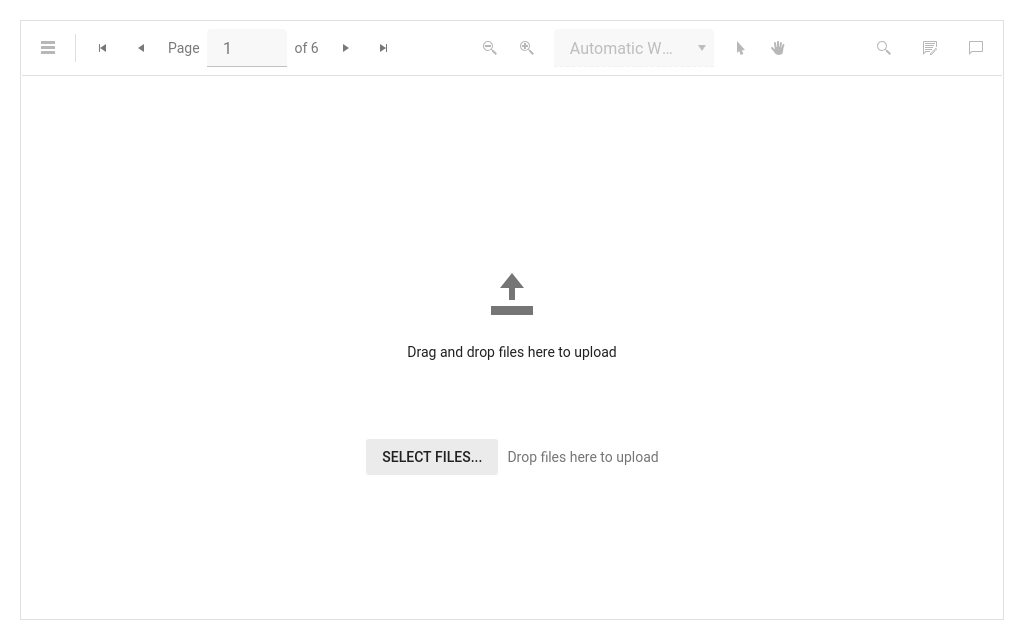 Page 1 of 6 Automatic W...
Drag and drop files here to upload
SELECT FILES... Drop files here to upload